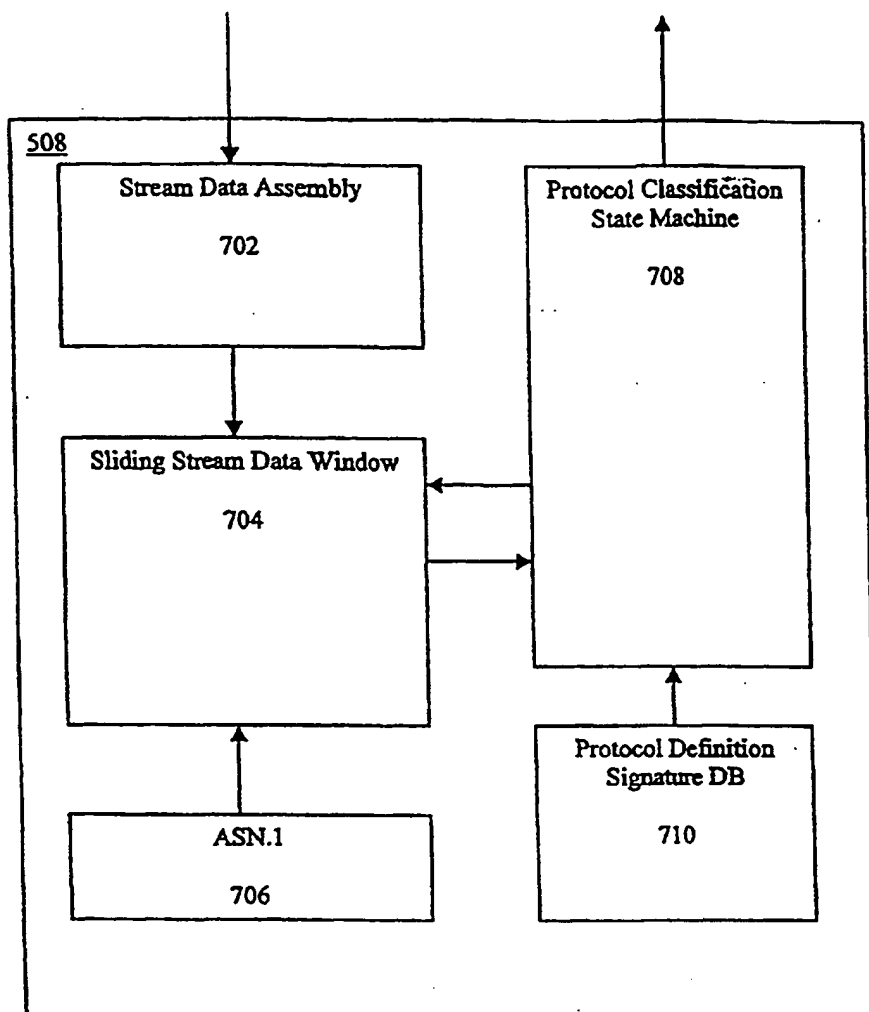 508
Stream Data Assembly
702
Protocol Classification
State Machine
708
Sliding Stream Data Window
704
ASN.1
706
Protocol Definition
Signature DB
710